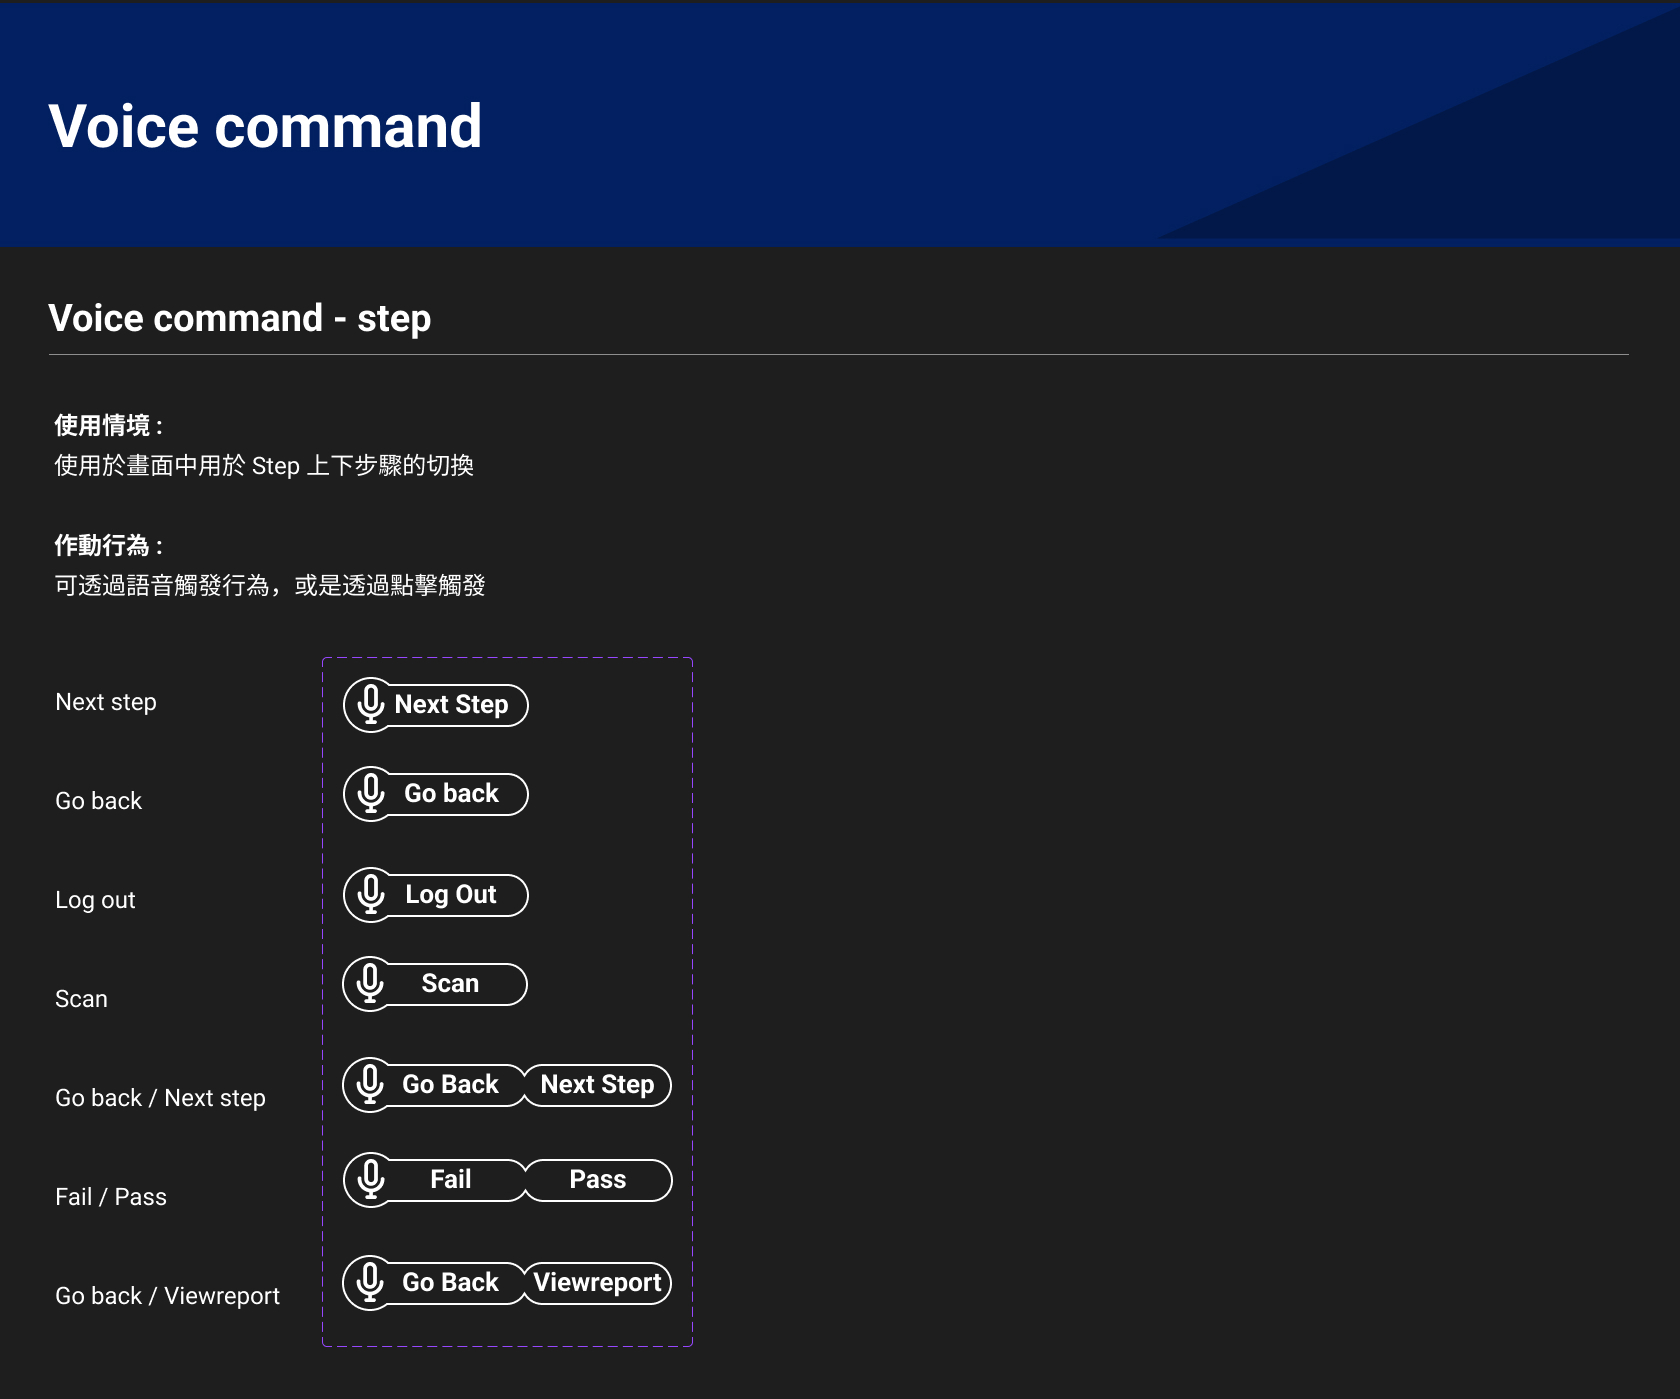 Voice command
Voice command - step
使用情境 :
使用於畫面中用於 Step 上下步驟的切換
作動行為 :
可透過語音觸發行為，或是透過點擊觸發
Next step
Next Step
Go back
Go back
Log out
Log Out
Scan
Scan
Go back / Next step
Go Back Next Step
Fail / Pass
Fail Pass
Go back / Viewreport
Go Back Viewreport